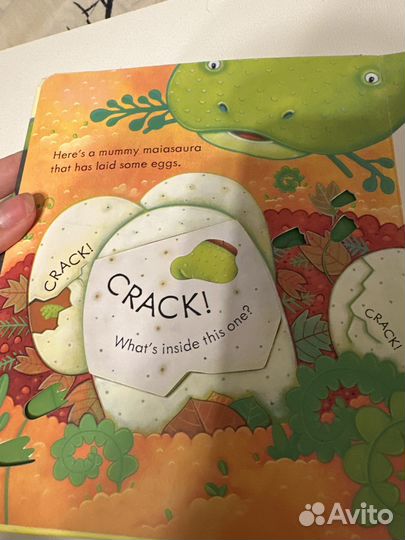 Here's a mummy maiasaura
that has laid some eggs.
CRACK!
CRACK!
What's inside this one?
CRACK!
Avito